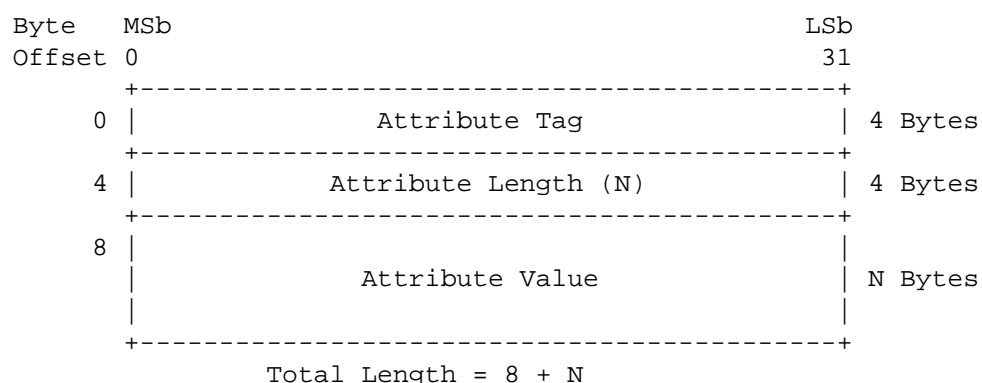 Byte   MSb                                        LSb
Offset 0                                           31
       +--------------------------------------------+
     0 |               Attribute Tag                | 4 Bytes
       +--------------------------------------------+
     4 |            Attribute Length (N)            | 4 Bytes
       +--------------------------------------------+
     8 |                                            |
       |              Attribute Value               | N Bytes
       |                                            |
       +--------------------------------------------+
               Total Length = 8 + N